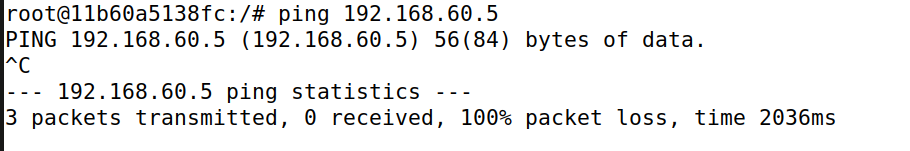 root@11b60a5138fc:/# ping 192.168.60.5
PING 192.168.60.5 (192.168.60.5) 56(84) bytes of data.
^C
--- 192.168.60.5 ping statistics ---
3 packets transmitted, 0 received, 100% packet loss, time 2036ms